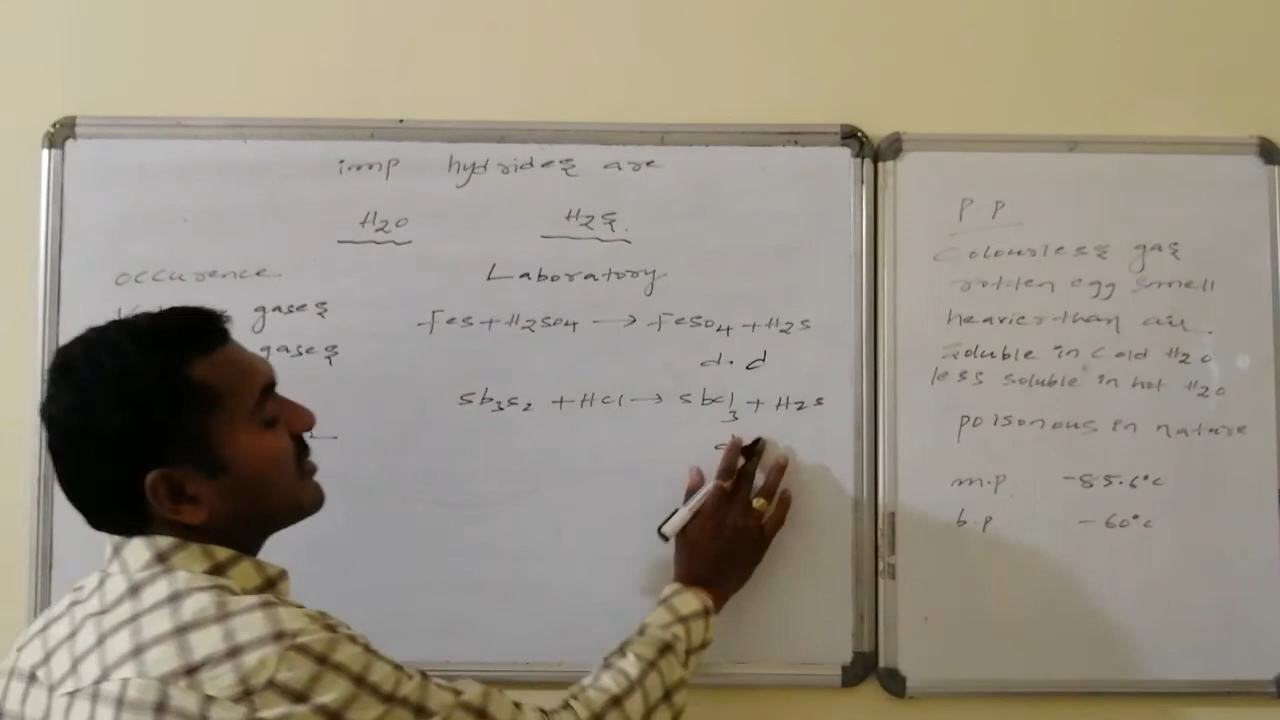 imp hydrides are
H2O H2S.
occurence Laboratory
gases FeS + H2SO4 → FeSO4 + H2S
gases d.d
Sb3S2 + HCl → SbCl3 + H2S
PP
Colourless gas
rotten egg smell
heavier than air.
Soluble in Cold H2O
less soluble in hot H2O
poisonous in nature
m.p. -85.6°C
b.p -60°C